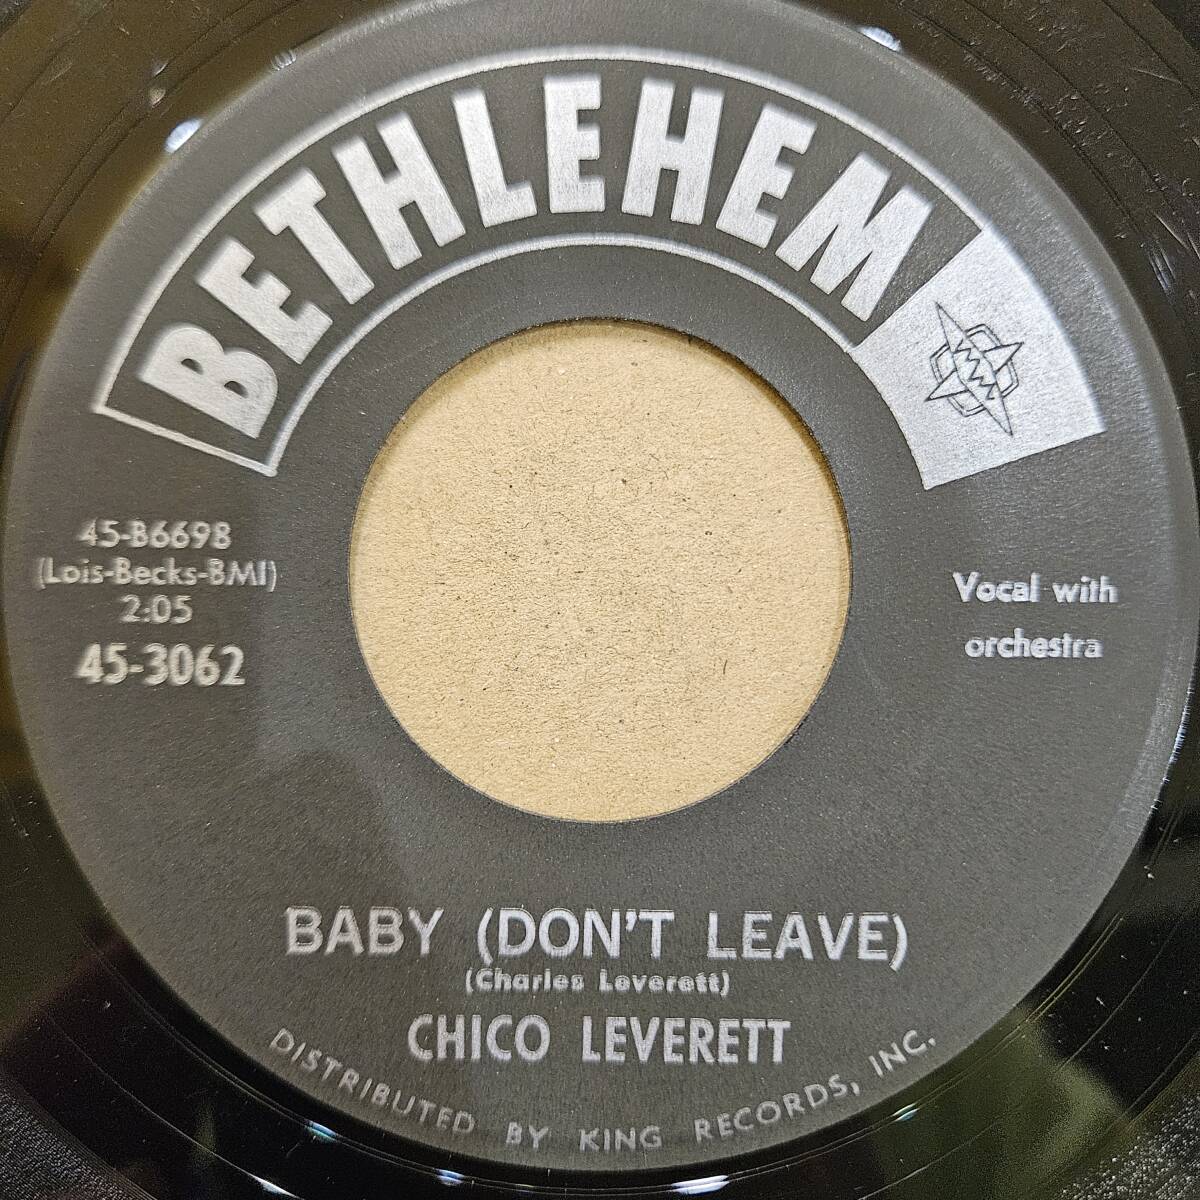 BETHLEHEM
45-B6698
(Lois-Becks-BMI)
2:05
45-3062
Vocal with
orchestra
BABY (DON'T LEAVE)
(Charles Leverett)
CHICO LEVERETT
DISTRIBUTED BY KING RECORDS, INC.